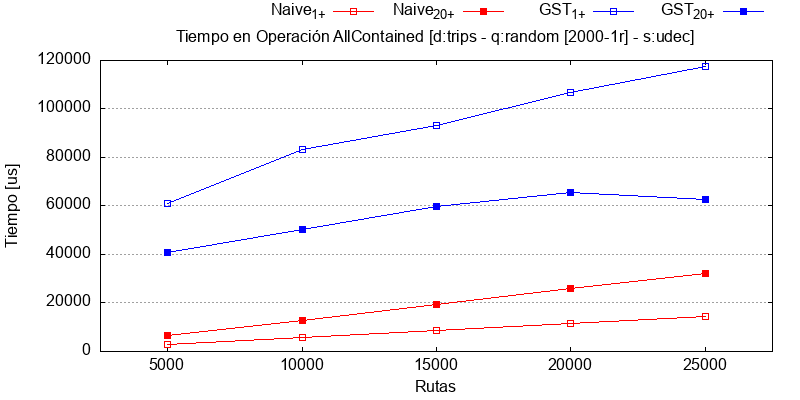 Naive1+ Naive20+ GST1+ GST20+
Tiempo en Operación AllContained [d:trips - q:random [2000-1r] - s:udec]
120000
100000
80000
60000
40000
20000
0
Tiempo [us]
5000 10000 15000 20000 25000
Rutas